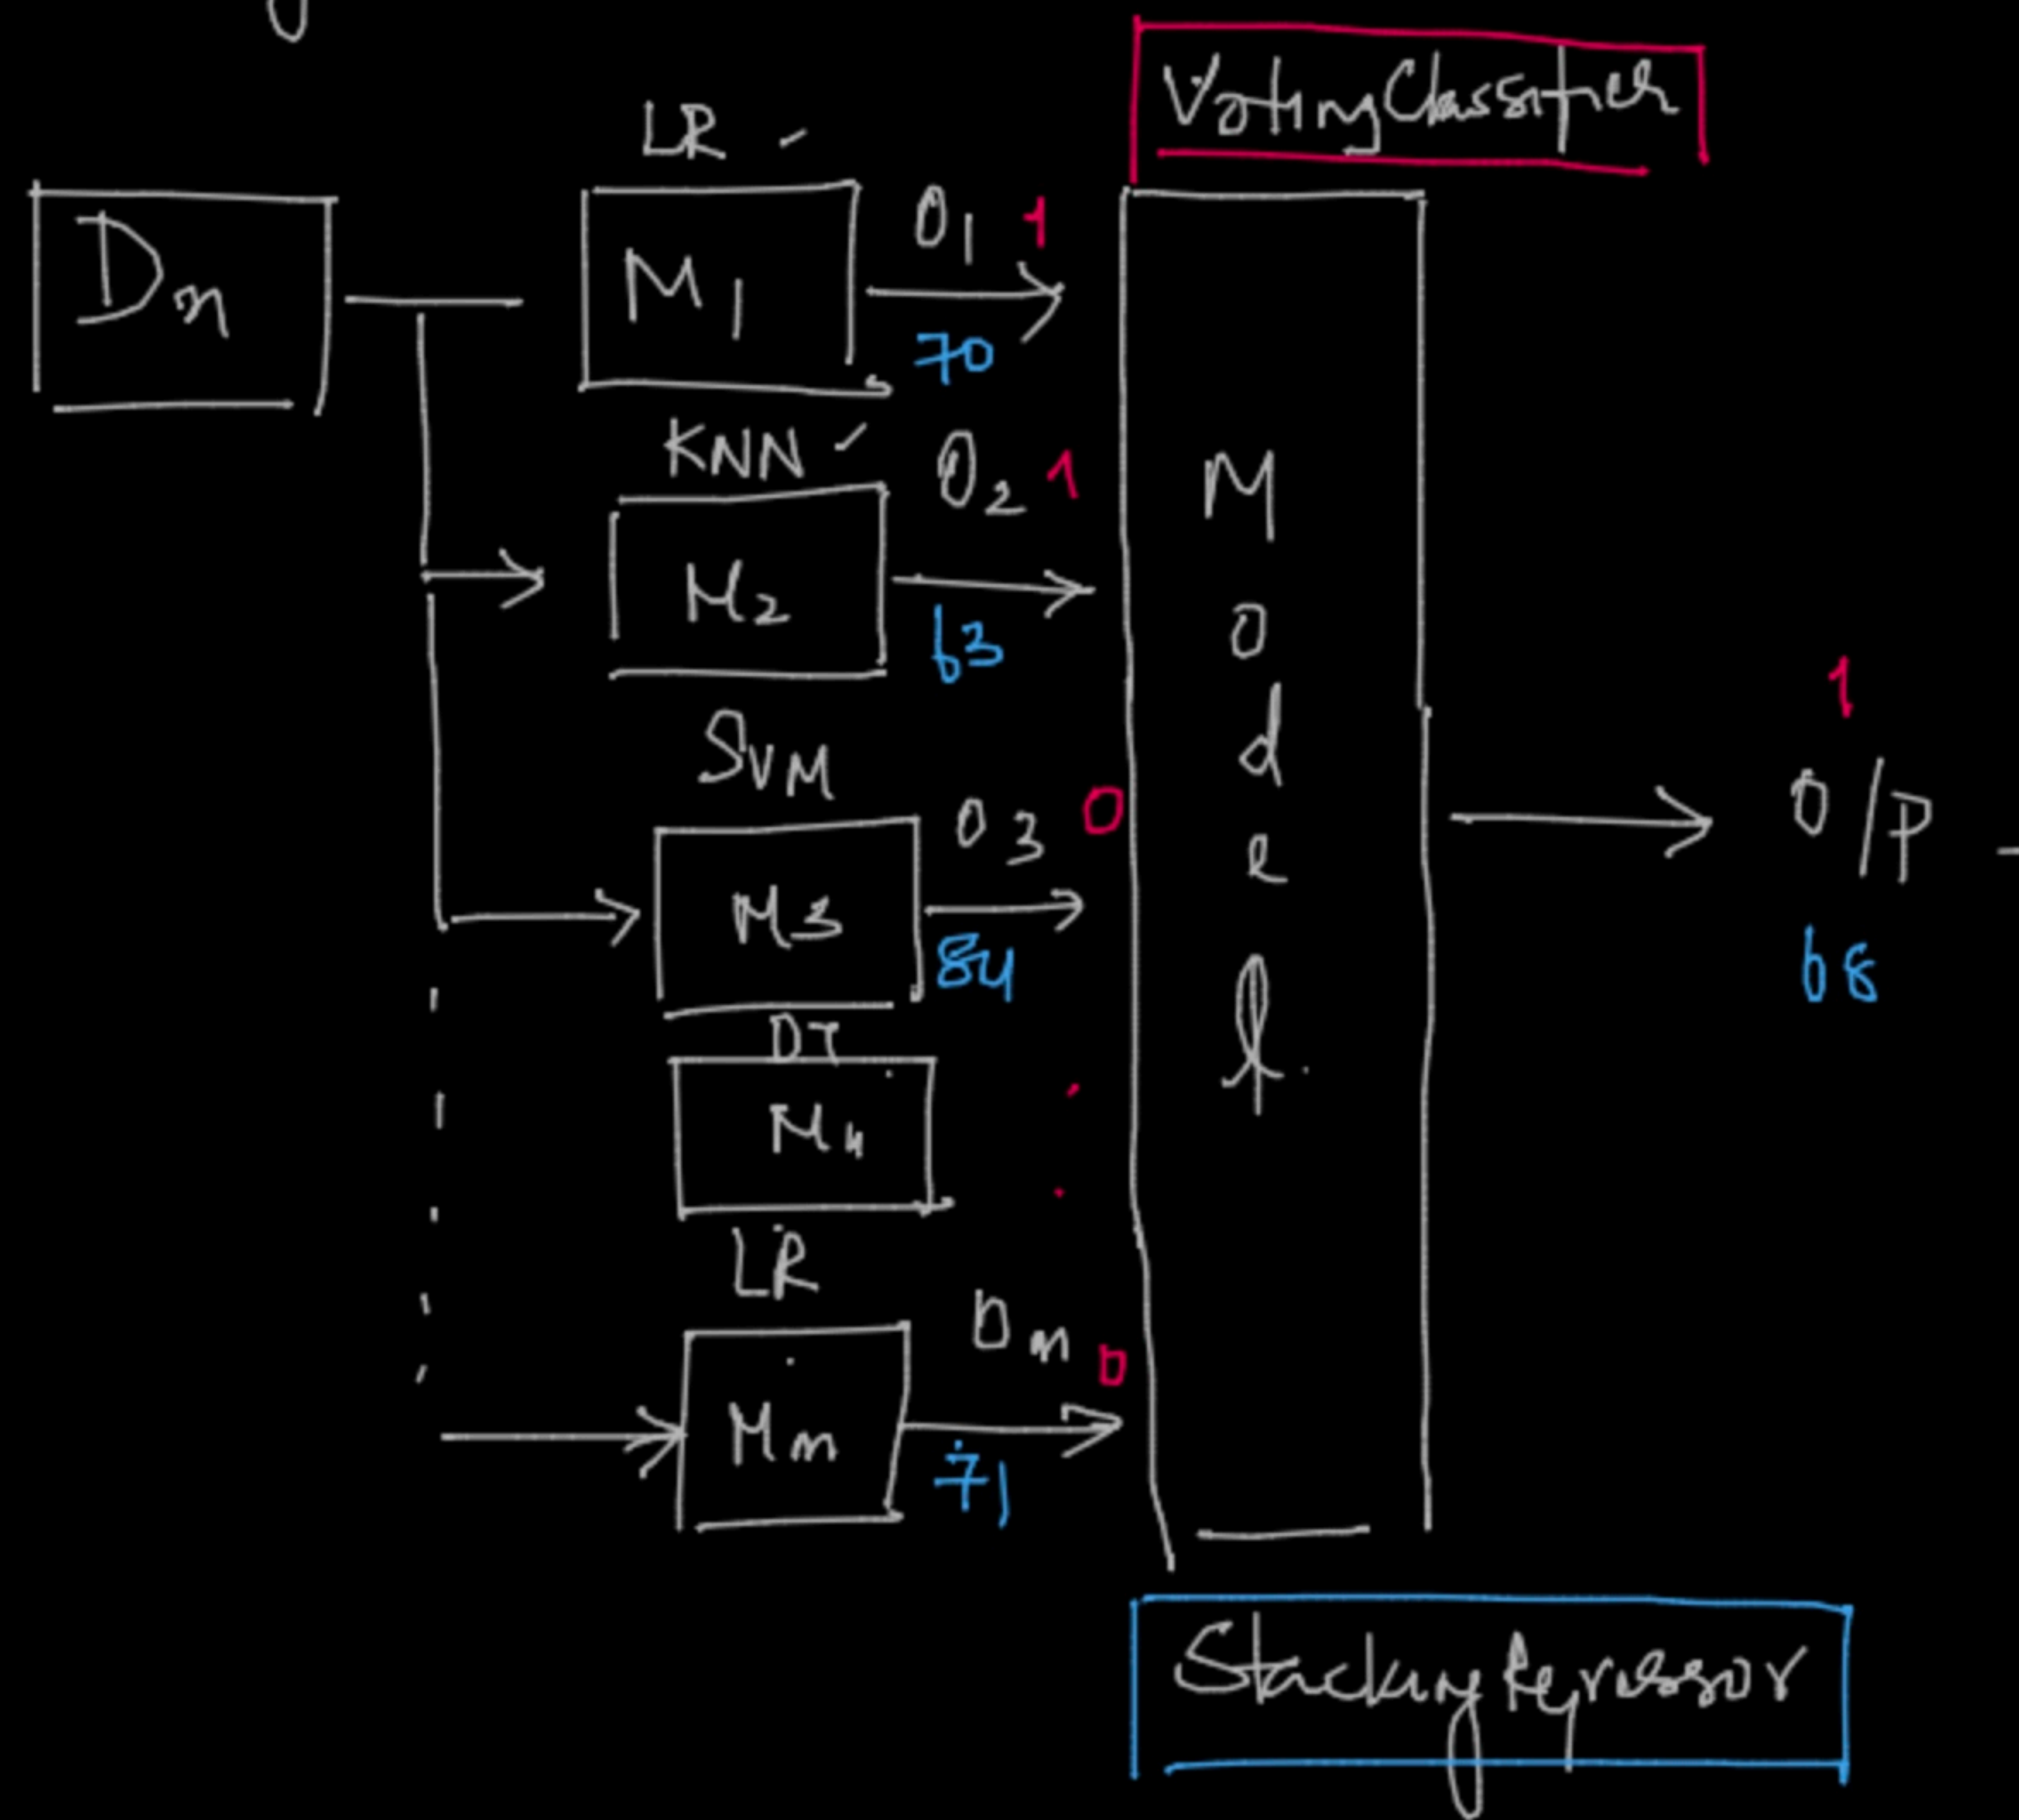 VotingClassifier
LR
Dn
M1
O1 1
70
KNN
O2 1
M2
63
SVM
O3 0
M3
84
DT
M4
LR
On 0
Mn
71
Model
1
O/P -
68
StackingRegressor